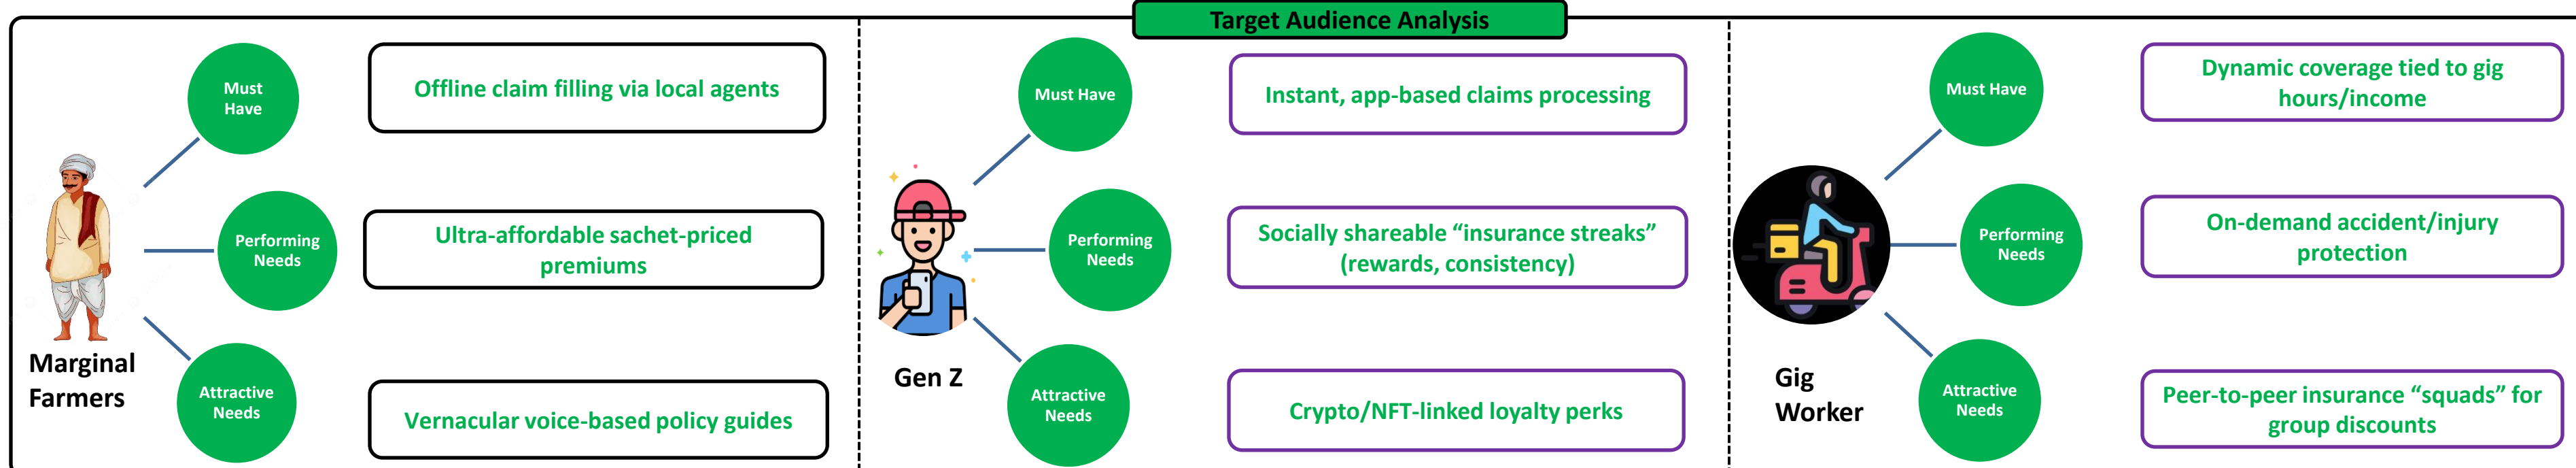 Target Audience Analysis
Must
Have
Offline claim filling via local agents
Performing
Needs
Ultra-affordable sachet-priced
premiums
Attractive
Needs
Vernacular voice-based policy guides
Marginal
Farmers
Must Have
Instant, app-based claims processing
Performing
Needs
Socially shareable “insurance streaks”
(rewards, consistency)
Attractive
Needs
Crypto/NFT-linked loyalty perks
Gen Z
Must Have
Dynamic coverage tied to gig
hours/income
Performing
Needs
On-demand accident/injury
protection
Attractive
Needs
Peer-to-peer insurance “squads” for
group discounts
Gig
Worker